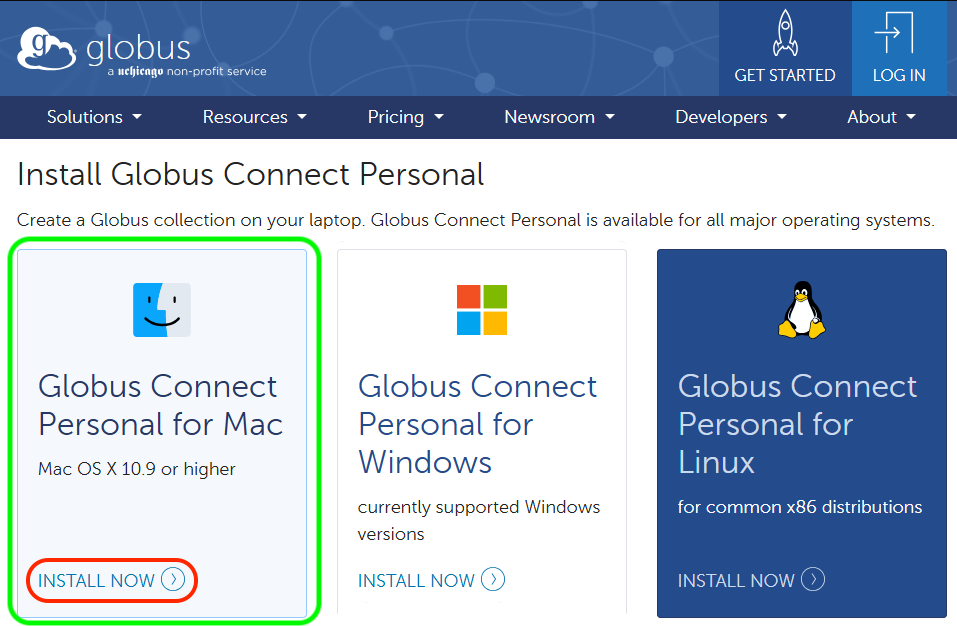 globus
a uchicago non-profit service
GET STARTED
LOG IN
Solutions
Resources
Pricing
Newsroom
Developers
About
Install Globus Connect Personal
Create a Globus collection on your laptop. Globus Connect Personal is available for all major operating systems.
Globus Connect
Personal for Mac
Mac OS X 10.9 or higher
INSTALL NOW
Globus Connect
Personal for
Windows
currently supported Windows
versions
INSTALL NOW
Globus Connect
Personal for
Linux
for common x86 distributions
INSTALL NOW